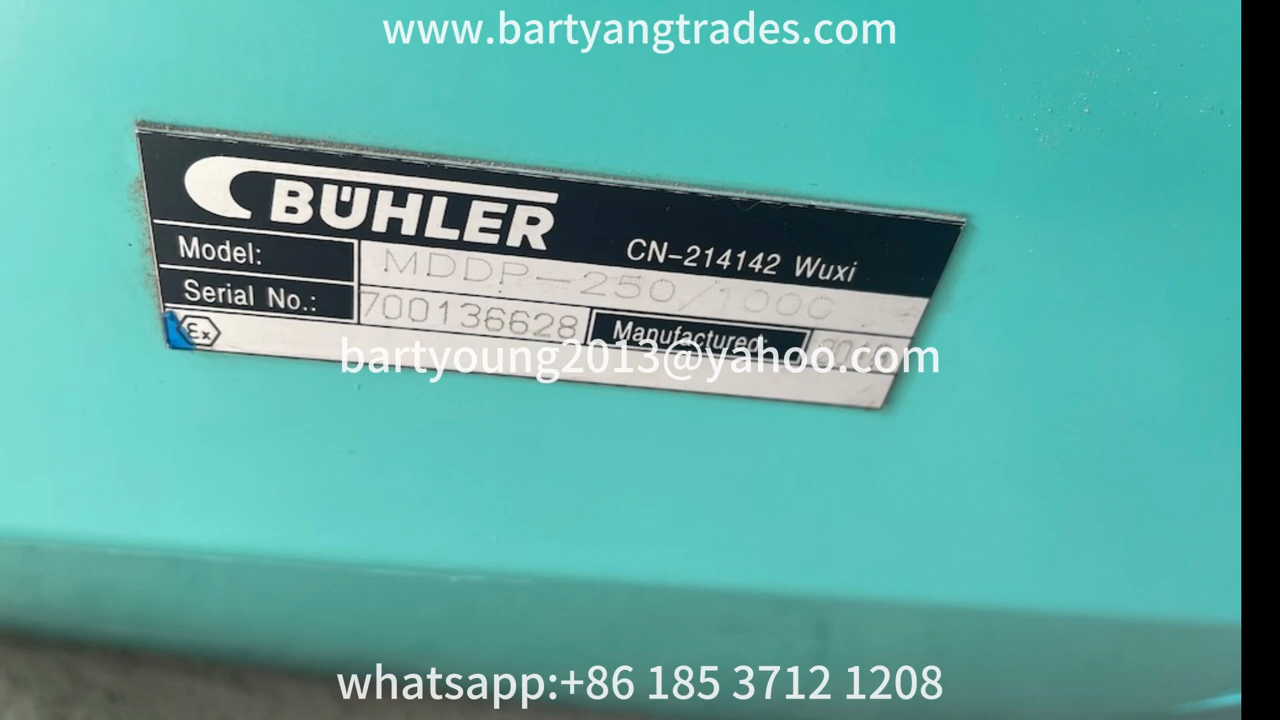 www.bartyangtrades.com
BÜHLER
CN-214142 Wuxi
Model: MDDP-250/1000
Serial No.: 700136628 Manufactured:
Ex
bartyoung2013@yahoo.com
whatsapp:+86 185 3712 1208